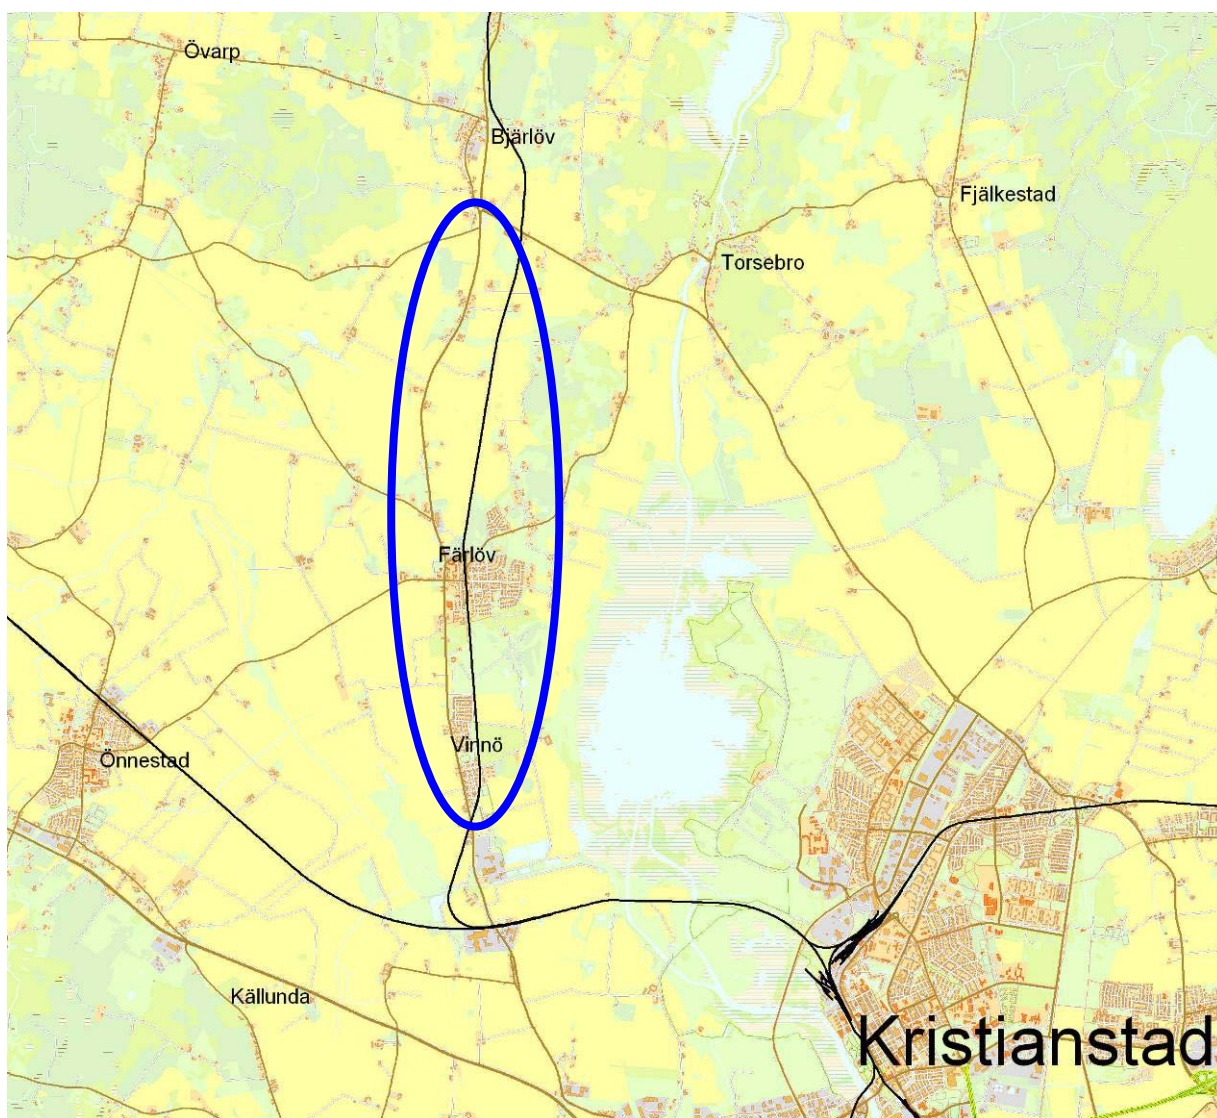 Övarp
Bjärlöv
Fjälkestad
Torsebro
Färlöv
Vinnö
Önnestad
Källunda
Kristianstad